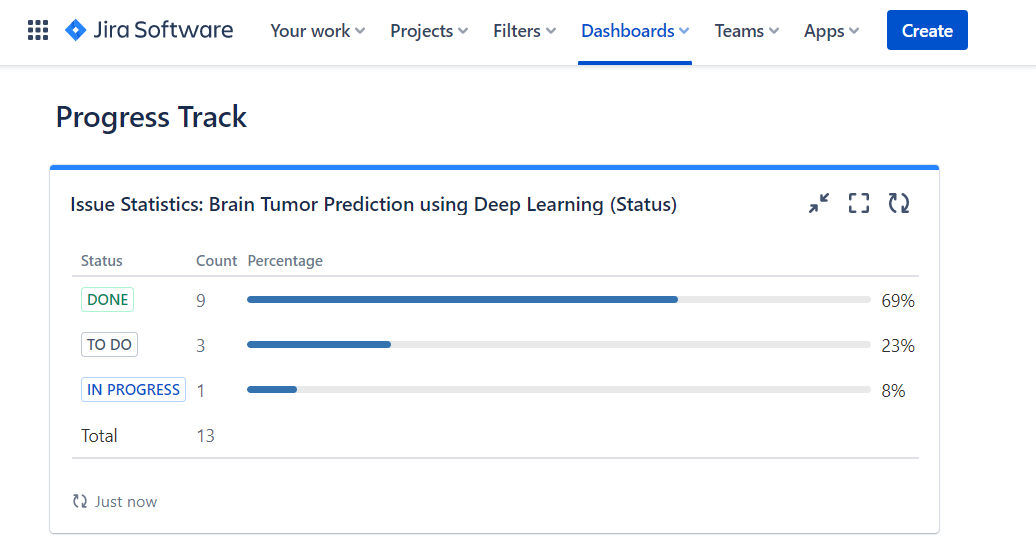 Jira Software Your work Projects Filters Dashboards Teams Apps Create
Progress Track
Issue Statistics: Brain Tumor Prediction using Deep Learning (Status)
Status Count Percentage
DONE 9 69%
TO DO 3 23%
IN PROGRESS 1 8%
Total 13
Just now